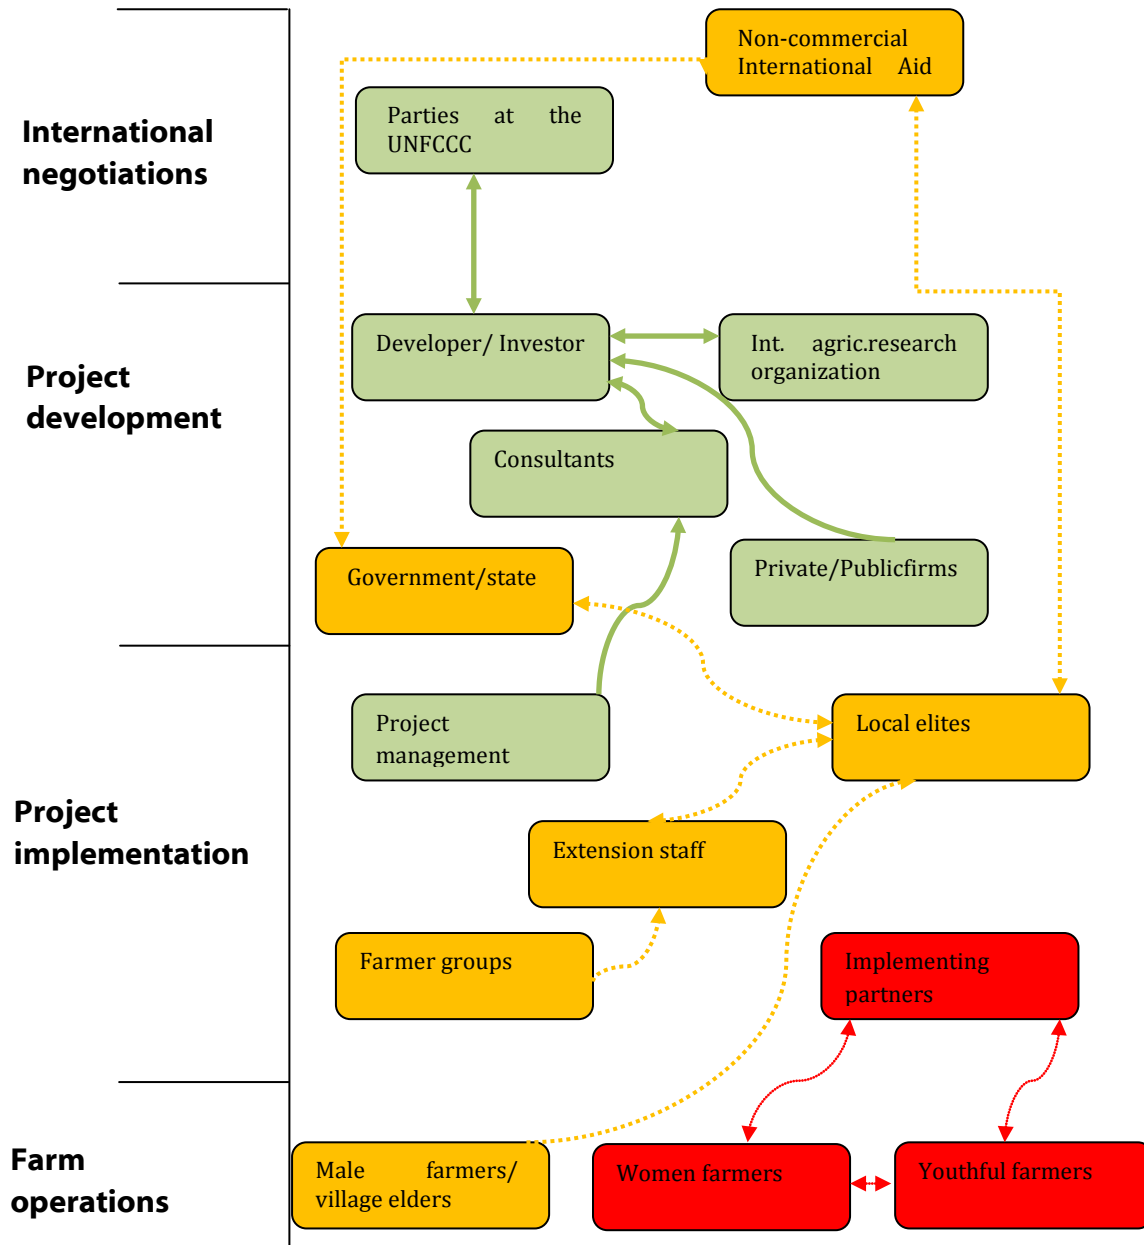 Non-commercial
International Aid
Parties at the
UNFCCC
International
negotiations
Developer/ Investor
Int. agric.research
organization
Project
development
Consultants
Private/Publicfirms
Government/state
Project
management
Local elites
Project
implementation
Extension staff
Farmer groups
Implementing
partners
Farm
operations
Male farmers/
village elders
Women farmers
Youthful farmers